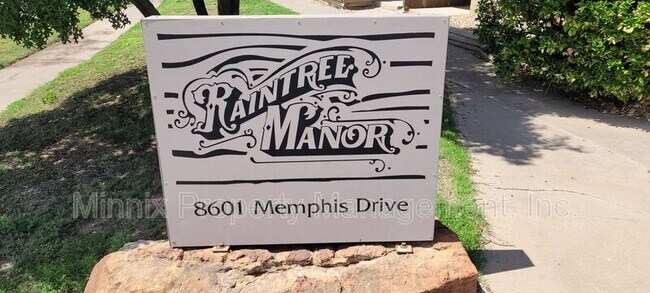 RAINTREE
MANOR
8601 Memphis Drive
Minnix Property Management, Inc.